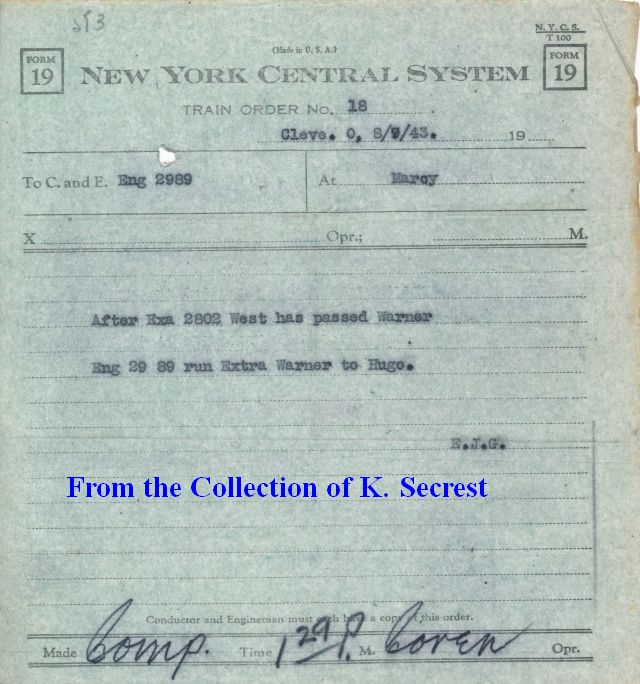 253
N.Y.C.S.
T 100
(Made in U. S. A.)
FORM
19
NEW YORK CENTRAL SYSTEM
FORM
19
TRAIN ORDER No. 18
Cleve. O, 8/9/43. 19
To C. and E. Eng 2989 At Marcy
X Opr.; M.
After Exa 2802 West has passed Warner
Eng 29 89 run Extra Warner to Hugo.
E.J.G.
From the Collection of K. Secrest
Conductor and Engineman must each have a copy of this order.
Made Comp. Time 1 29 P. M. Coven Opr.